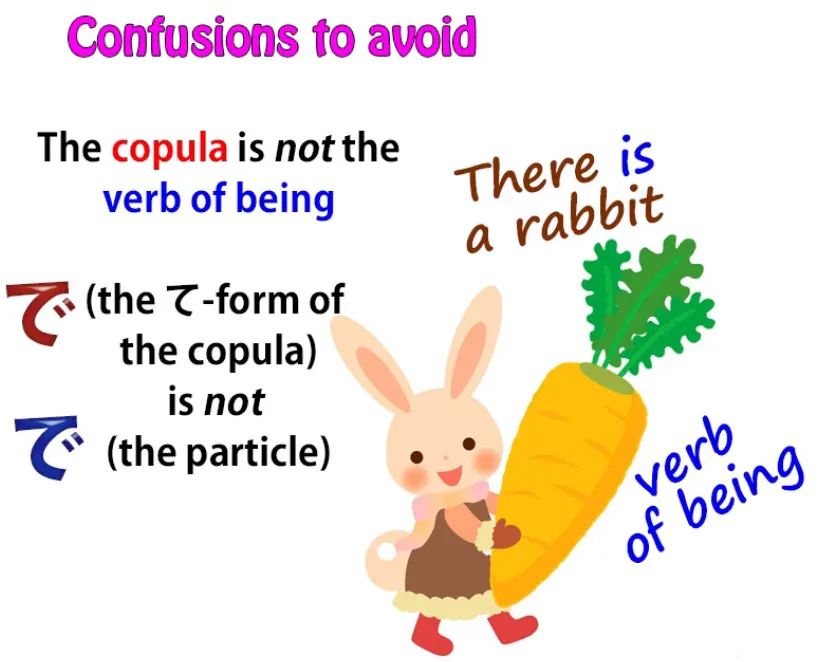 Confusions to avoid
The copula is not the
verb of being
There is
a rabbit
で (the て-form of
the copula)
is not
で (the particle)
verb
of being